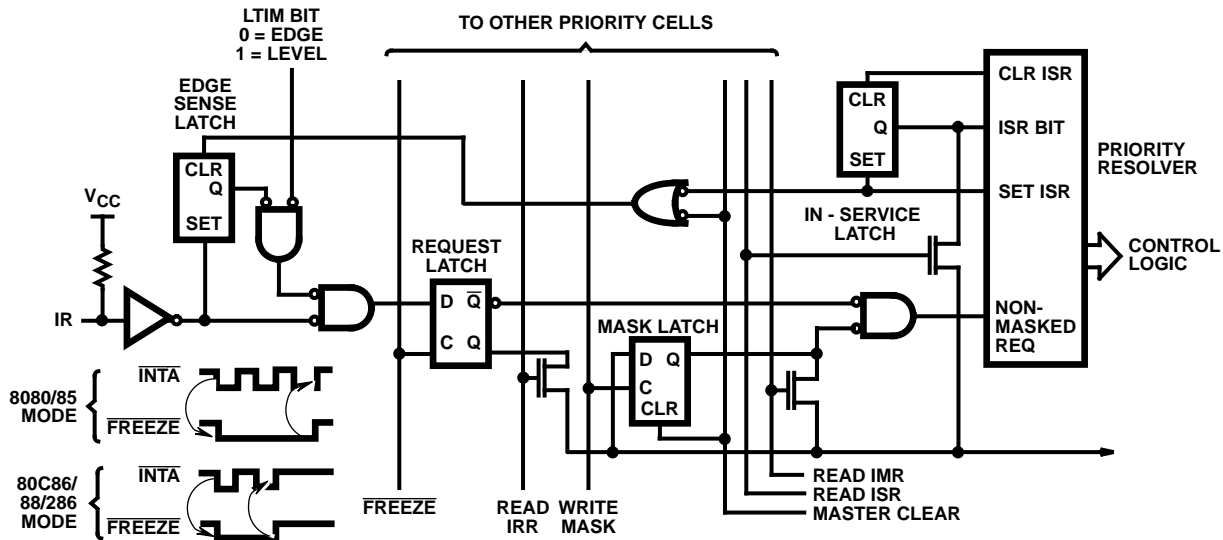 LTIM BIT
0 = EDGE
1 = LEVEL
TO OTHER PRIORITY CELLS
EDGE
SENSE
LATCH
CLR
Q
SET
VCC
IR
REQUEST
LATCH
D Q
C Q
MASK LATCH
D Q
C
CLR
CLR
Q
SET
IN - SERVICE
LATCH
CLR ISR
ISR BIT
SET ISR
NON-
MASKED
REQ
PRIORITY
RESOLVER
CONTROL
LOGIC
8080/85
MODE
INTA
FREEZE
80C86/
88/286
MODE
INTA
FREEZE
FREEZE
READ
IRR
WRITE
MASK
READ IMR
READ ISR
MASTER CLEAR